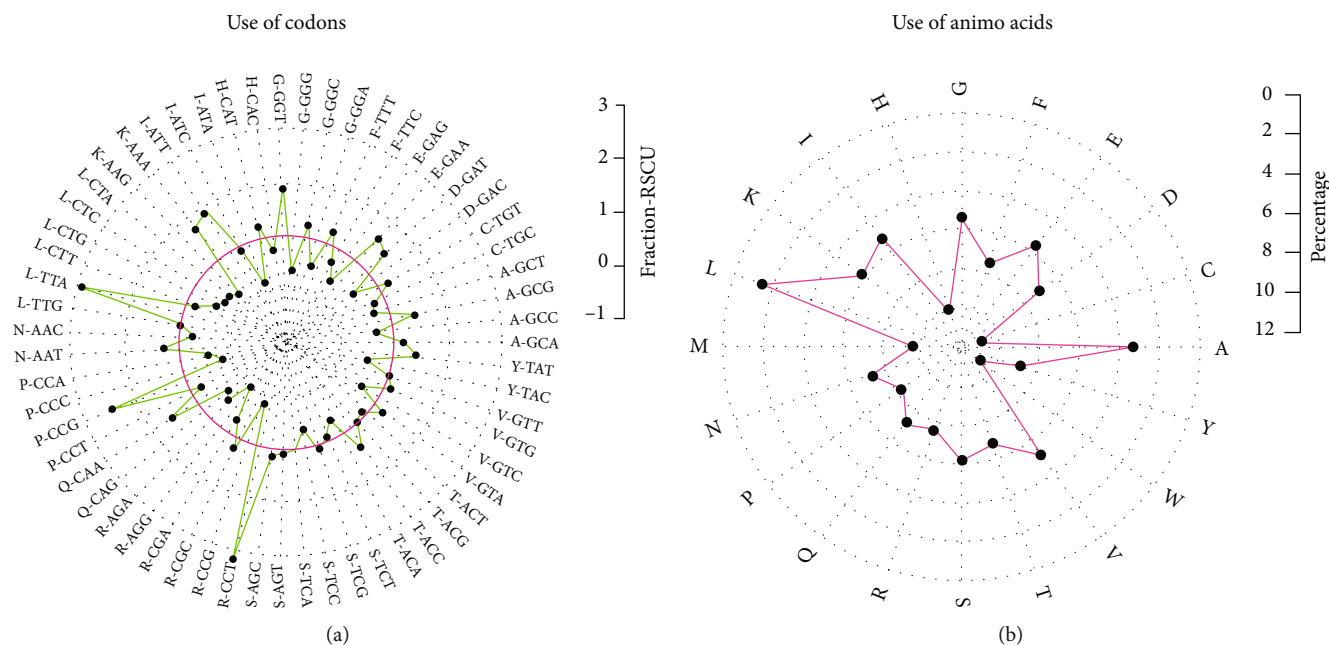 Use of codons
G-GGT
G-GGG
G-GGC
G-GGA
F-TTT
F-TTC
E-GAG
E-GAA
D-GAT
D-GAC
C-TGT
C-TGC
A-GCT
A-GCG
A-GCC
A-GCA
Y-TAT
Y-TAC
V-GTT
V-GTG
V-GTC
V-GTA
T-ACT
T-ACG
T-ACC
T-ACA
S-TCT
S-TCG
S-TCC
S-TCA
S-AGT
S-AGC
R-CCT
R-CCG
R-CGC
R-CGA
R-AGG
R-AGA
Q-CAG
Q-CAA
P-CCT
P-CCG
P-CCC
P-CCA
N-AAT
N-AAC
L-TTG
L-TTA
L-CTT
L-CTG
L-CTC
L-CTA
K-AAG
K-AAA
I-ATT
I-ATC
I-ATA
H-CAT
H-CAC
3
2
1
0
−1
Fraction-RSCU
(a)
Use of animo acids
G
F
E
D
C
A
Y
W
V
T
S
R
Q
P
N
M
L
K
I
H
0
2
4
6
8
10
12
Percentage
(b)